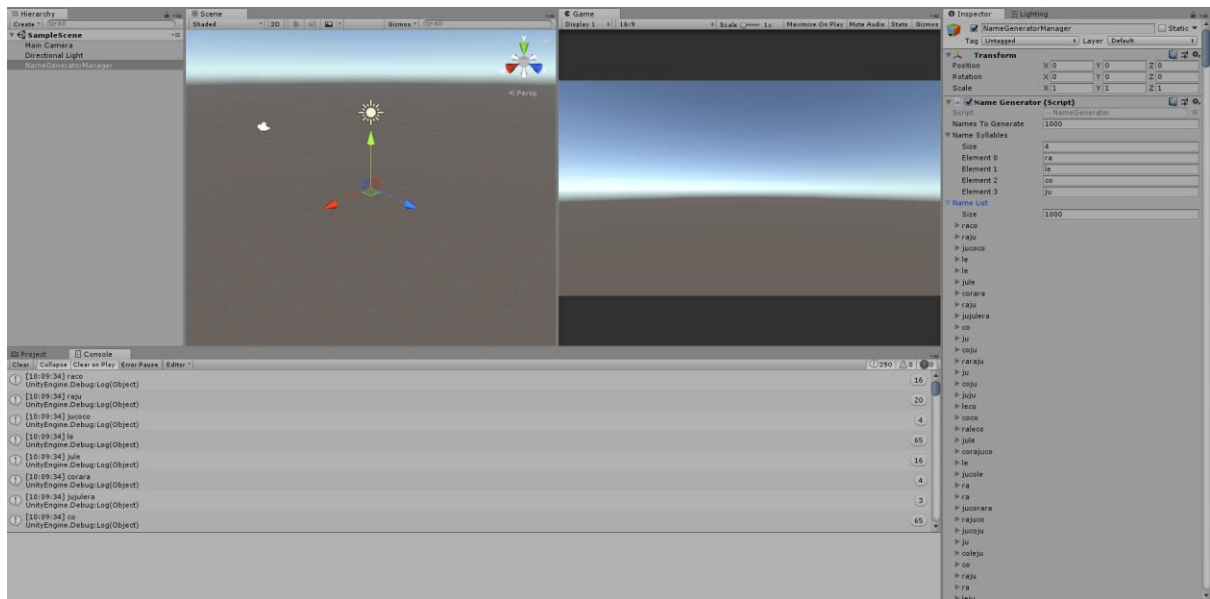 Hierarchy
Create All
SampleScene
Main Camera
Directional Light
NameGeneratorManager
Scene
Shaded 2D Gizmos All
Persp
Game
Display 1 16:9 Scale 1x Maximize On Play Mute Audio Stats Gizmos
Project Console
Clear Collapse Clear on Play Error Pause Editor 250 0 0
[10:09:34] raco
UnityEngine.Debug:Log(Object)
16
[10:09:34] raju
UnityEngine.Debug:Log(Object)
20
[10:09:34] jucoco
UnityEngine.Debug:Log(Object)
4
[10:09:34] le
UnityEngine.Debug:Log(Object)
65
[10:09:34] jule
UnityEngine.Debug:Log(Object)
16
[10:09:34] corara
UnityEngine.Debug:Log(Object)
4
[10:09:34] jujulera
UnityEngine.Debug:Log(Object)
3
[10:09:34] co
UnityEngine.Debug:Log(Object)
65
Inspector Lighting
NameGeneratorManager Static
Tag Untagged Layer Default
Transform
Position X 0 Y 0 Z 0
Rotation X 0 Y 0 Z 0
Scale X 1 Y 1 Z 1
Name Generator (Script)
Script NameGenerator
Names To Generate 1000
Name Syllables
Size 4
Element 0 ra
Element 1 le
Element 2 co
Element 3 ju
Name List
Size 1000
raco
raju
jucoco
le
le
jule
corara
raju
jujulera
co
ju
coju
raraju
ju
coju
juju
leco
coco
raleco
jule
corajuco
le
jucole
ra
ra
jucorara
rajuco
jucoju
ju
coleju
co
raju
ra
leju